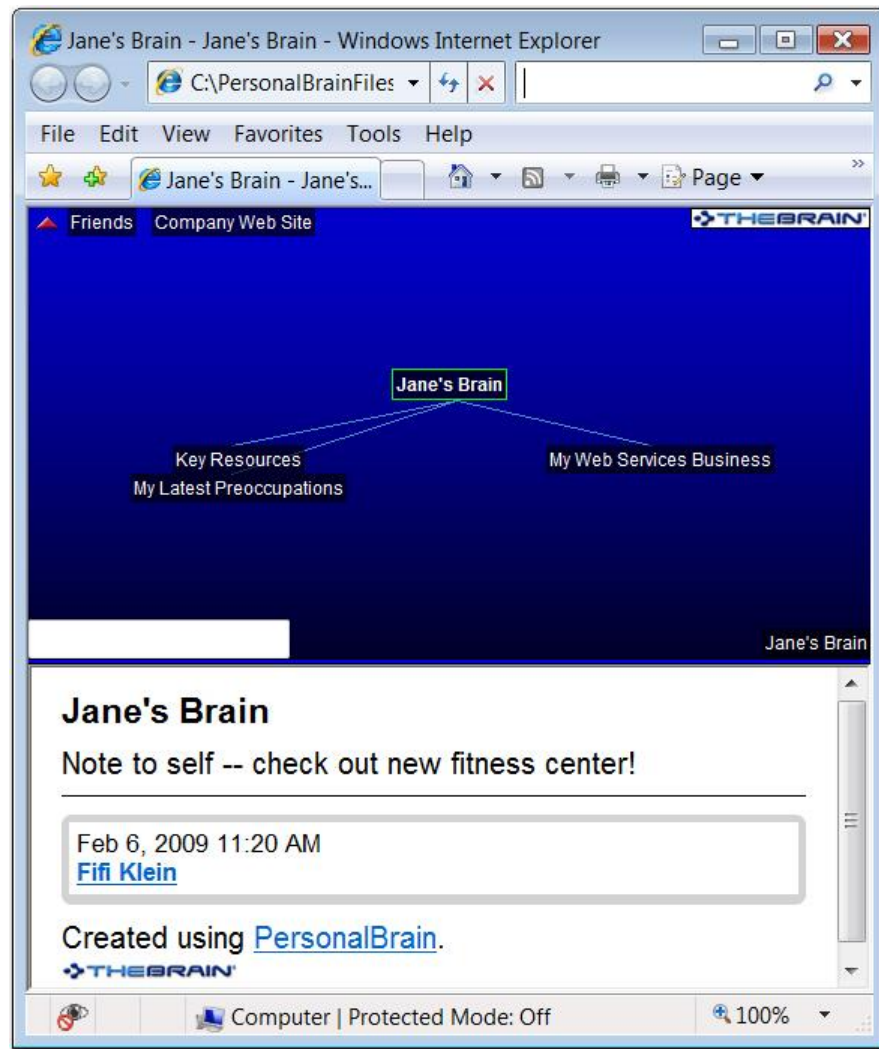 Jane's Brain - Jane's Brain - Windows Internet Explorer
C:\PersonalBrainFiles
File Edit View Favorites Tools Help
Jane's Brain - Jane's... Page
Friends Company Web Site THEBRAIN
Jane's Brain
Key Resources My Web Services Business
My Latest Preoccupations
Jane's Brain
Jane's Brain
Note to self -- check out new fitness center!
Feb 6, 2009 11:20 AM
Fifi Klein
Created using PersonalBrain.
THEBRAIN
Computer | Protected Mode: Off 100%